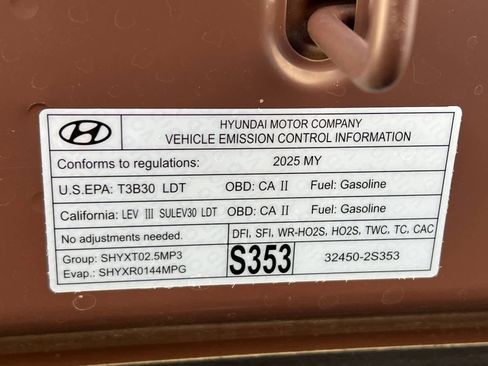 HYUNDAI MOTOR COMPANY
VEHICLE EMISSION CONTROL INFORMATION
Conforms to regulations: 2025 MY
U.S.EPA: T3B30 LDT OBD: CA II Fuel: Gasoline
California: LEV III SULEV30 LDT OBD: CA II Fuel: Gasoline
No adjustments needed. DFI, SFI, WR-HO2S, HO2S, TWC, TC, CAC
Group: SHYXT02.5MP3
Evap.: SHYXR0144MPG
S353
32450-2S353